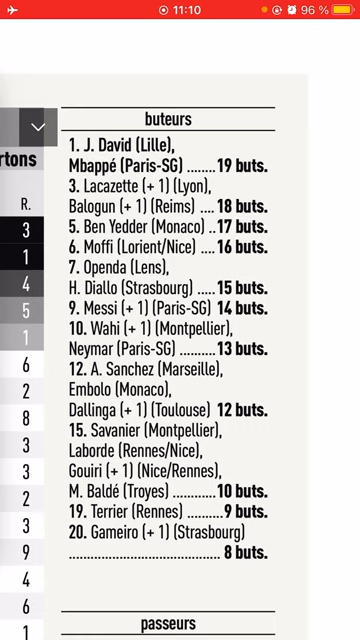 11:10
96 %
buteurs
rtons
1. J. David (Lille),
Mbappé (Paris-SG) ........19 buts.
R.
3. Lacazette (+ 1) (Lyon),
Balogun (+ 1) (Reims) .... 18 buts.
3
5. Ben Yedder (Monaco) ..17 buts.
1
6. Moffi (Lorient/Nice) ....16 buts.
7. Openda (Lens),
4
H. Diallo (Strasbourg) .....15 buts.
5
9. Messi (+ 1) (Paris-SG) 14 buts.
10. Wahi (+ 1) (Montpellier),
1
Neymar (Paris-SG) ..........13 buts.
6
12. A. Sanchez (Marseille),
2
Embolo (Monaco),
Dallinga (+ 1) (Toulouse) 12 buts.
8
15. Savanier (Montpellier),
3
Laborde (Rennes/Nice),
3
Gouiri (+ 1) (Nice/Rennes),
2
M. Baldé (Troyes) ............10 buts.
3
19. Terrier (Rennes) ..........9 buts.
20. Gameiro (+ 1) (Strasbourg)
9
........................................ 8 buts.
4
6
passeurs
1